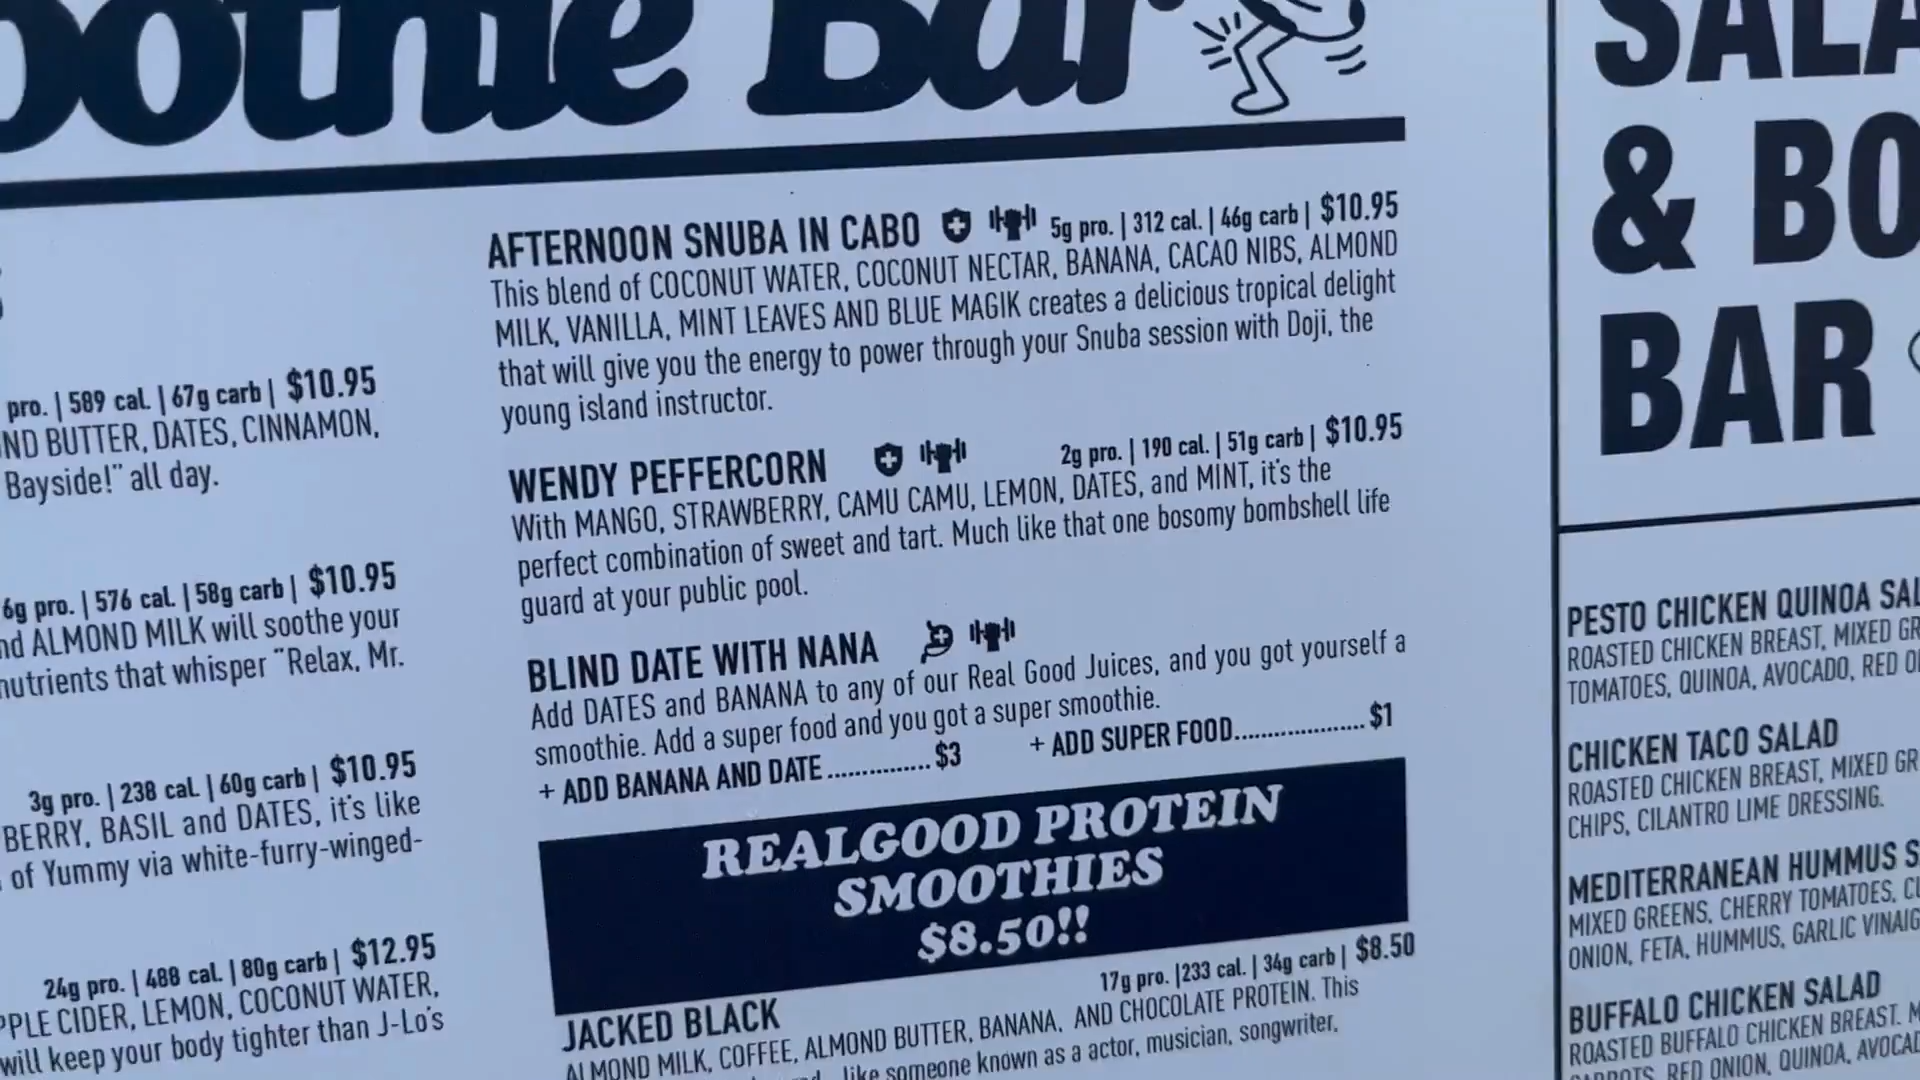 Bar
pro. | 589 cal. | 67g carb | $10.95
ND BUTTER, DATES, CINNAMON,
Bayside!" all day.
6g pro. | 576 cal. | 58g carb | $10.95
nd ALMOND MILK will soothe your
nutrients that whisper "Relax, Mr.
3g pro. | 238 cal. | 60g carb | $10.95
BERRY, BASIL and DATES, it's like
of Yummy via white-furry-winged-
24g pro. | 488 cal. | 80g carb | $12.95
PPLE CIDER, LEMON, COCONUT WATER,
will keep your body tighter than J-Lo's
AFTERNOON SNUBA IN CABO 5g pro. | 312 cal. | 46g carb | $10.95
This blend of COCONUT WATER, COCONUT NECTAR, BANANA, CACAO NIBS, ALMOND
MILK, VANILLA, MINT LEAVES AND BLUE MAGIK creates a delicious tropical delight
that will give you the energy to power through your Snuba session with Doji, the
young island instructor.
WENDY PEFFERCORN 2g pro. | 190 cal. | 51g carb | $10.95
With MANGO, STRAWBERRY, CAMU CAMU, LEMON, DATES, and MINT, it's the
perfect combination of sweet and tart. Much like that one bosomy bombshell life
guard at your public pool.
BLIND DATE WITH NANA
Add DATES and BANANA to any of our Real Good Juices, and you got yourself a
smoothie. Add a super food and you got a super smoothie.
+ ADD BANANA AND DATE.............. $3 + ADD SUPER FOOD................. $1
REALGOOD PROTEIN
SMOOTHIES
$8.50!!
JACKED BLACK 17g pro. |233 cal. | 34g carb | $8.50
ALMOND MILK, COFFEE, ALMOND BUTTER, BANANA, AND CHOCOLATE PROTEIN. This
like someone known as a actor, musician, songwriter,
SALA
& BO
BAR
PESTO CHICKEN QUINOA SAL
ROASTED CHICKEN BREAST, MIXED GR
TOMATOES, QUINOA, AVOCADO, RED O
CHICKEN TACO SALAD
ROASTED CHICKEN BREAST, MIXED GR
CHIPS, CILANTRO LIME DRESSING.
MEDITERRANEAN HUMMUS S
MIXED GREENS, CHERRY TOMATOES, CU
ONION, FETA, HUMMUS, GARLIC VINAIG
BUFFALO CHICKEN SALAD
ROASTED BUFFALO CHICKEN BREAST. M
RED ONION, QUINOA, AVOCAD